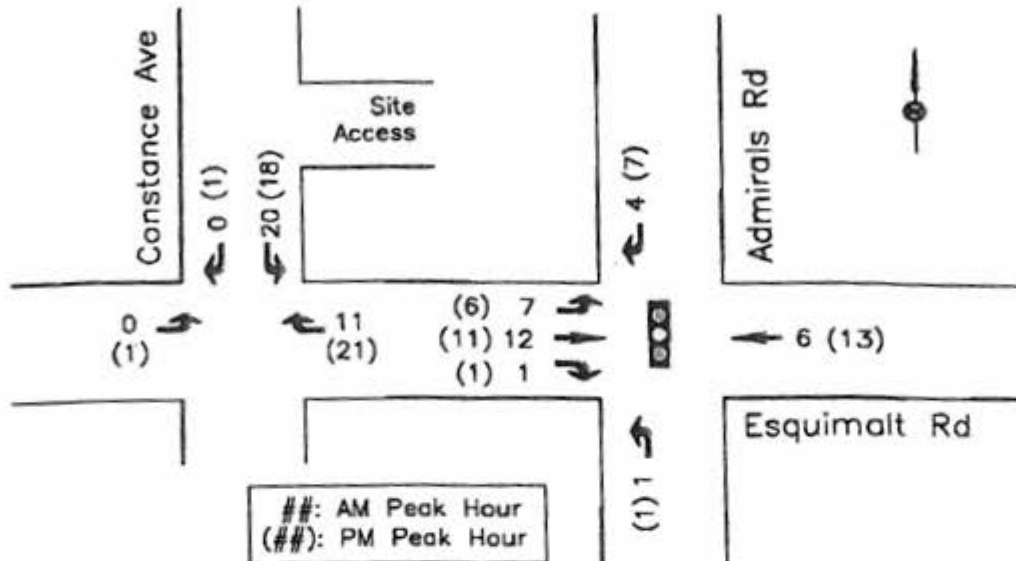 Constance Ave
Site
Access
Admirals Rd
0 (1)
20 (18)
4 (7)
0
(1)
11
(21)
(6) 7
(11) 12
(1) 1
6 (13)
Esquimalt Rd
(1) 1
##: AM Peak Hour
(##): PM Peak Hour